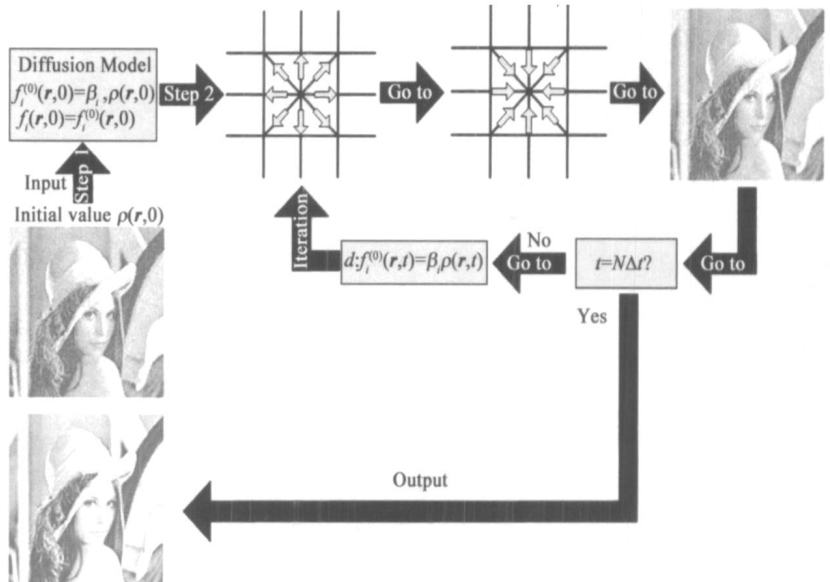 Diffusion Model
f_i^{(0)}(r,0)=β_i,ρ(r,0)
f_i(r,0)=f_i^{(0)}(r,0)
Step 2
Go to
Go to
Input
Step 1
Initial value ρ(r,0)
Iteration
d:f_i^{(0)}(r,t)=β_iρ(r,t)
No
Go to
t=NΔt?
Go to
Yes
Output